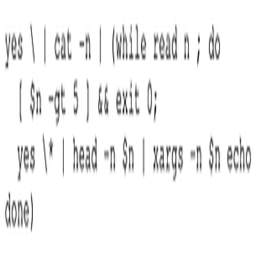 yes \ | cat -n | (while read n ; do
[ $n -gt 5 ] && exit 0;
yes \* | head -n $n | xargs -n $n echo
done)